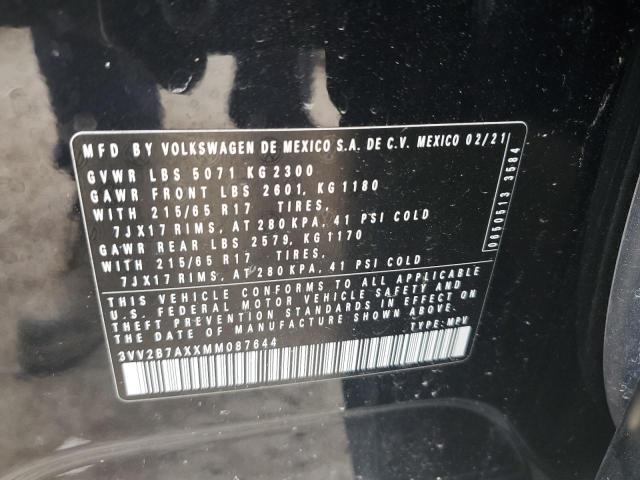 MFD BY VOLKSWAGEN DE MEXICO S.A. DE C.V. MEXICO 02/21
GVWR LBS 5071 KG 2300
GAWR FRONT LBS 2601, KG 1180
WITH 215/65 R17 TIRES,
7JX17 RIMS, AT 280 KPA, 41 PSI COLD
GAWR REAR LBS 2579, KG 1170
WITH 215/65 R17 TIRES,
7JX17 RIMS, AT 280 KPA, 41 PSI COLD
THIS VEHICLE CONFORMS TO ALL APPLICABLE
U.S. FEDERAL MOTOR VEHICLE SAFETY AND
THEFT PREVENTION STANDARDS IN EFFECT ON
THE DATE OF MANUFACTURE SHOWN ABOVE.
3VV2B7AXXMM087644 TYPE: MPV
0650513 3584